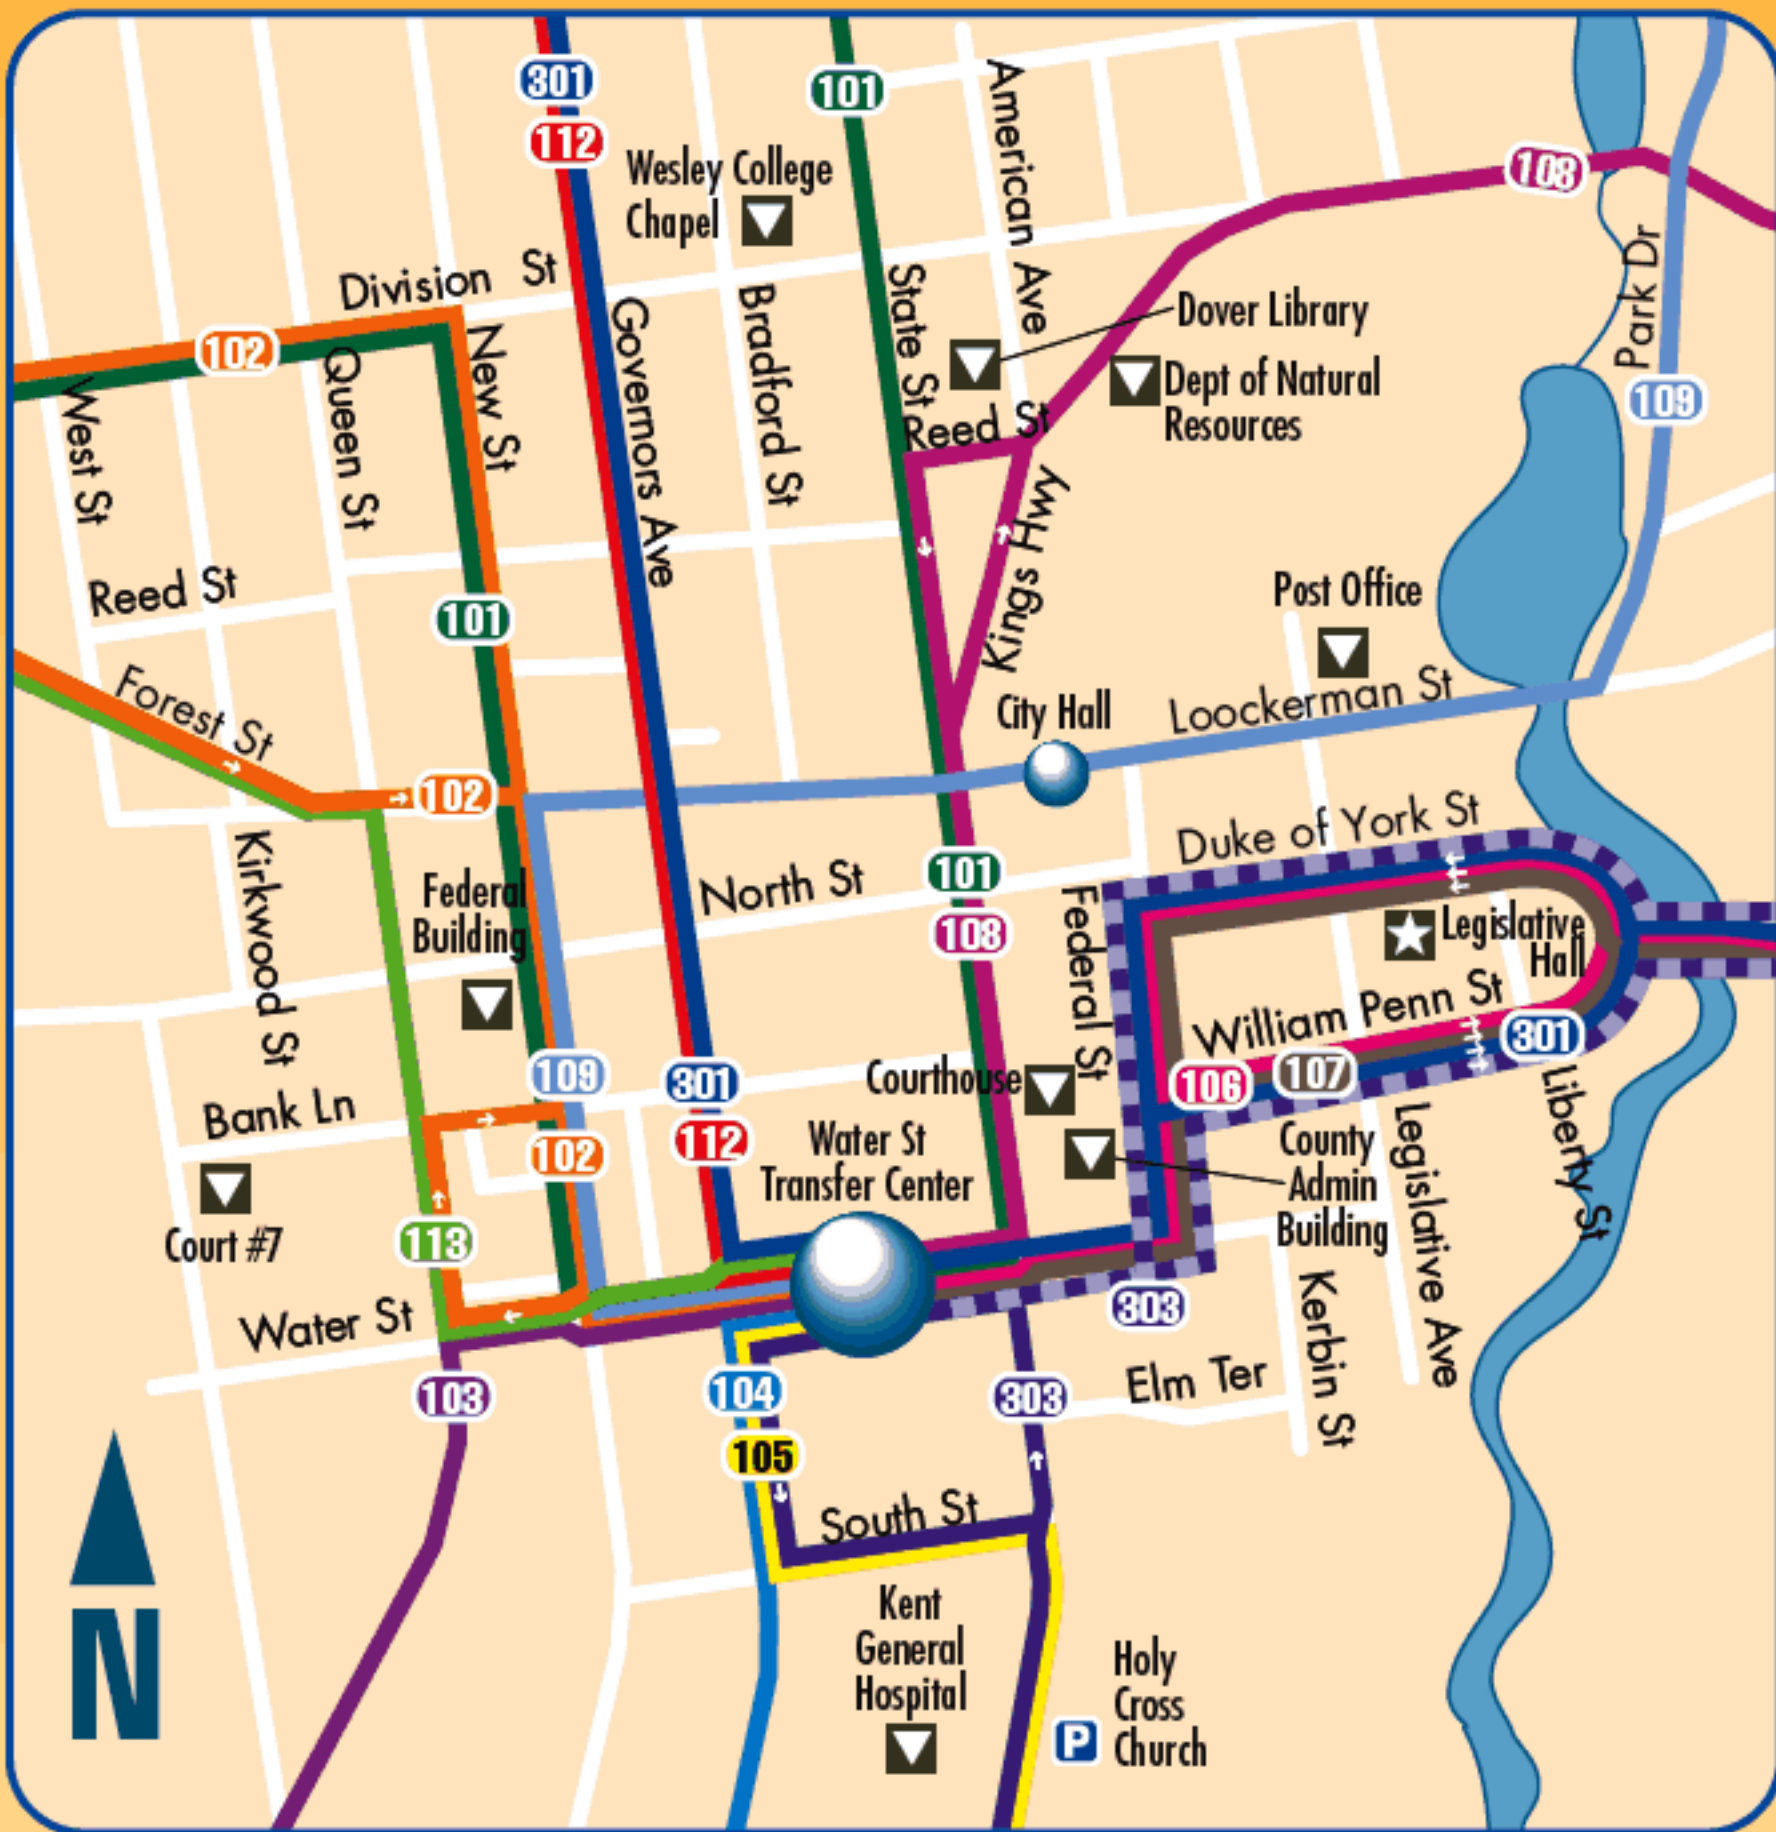 301
101
112
American Ave
108
Wesley College
Chapel
Park Dr
Division St
State St
Dover Library
Governors Ave
Bradford St
102
New St
Queen St
West St
Dept of Natural
Resources
109
Reed St
Kings Hwy
Reed St
101
Post Office
Forest St
Loockerman St
City Hall
102
Duke of York St
Kirkwood St
Federal
Building
North St
101
108
Federal St
Legislative
Hall
William Penn St
301
109
301
Courthouse
106
107
Liberty St
Bank Ln
102
112
Water St
Transfer Center
County
Admin
Building
Legislative Ave
Court #7
113
Water St
303
Kerbin St
103
104
303
Elm Ter
105
South St
N
Kent
General
Hospital
P
Holy
Cross
Church